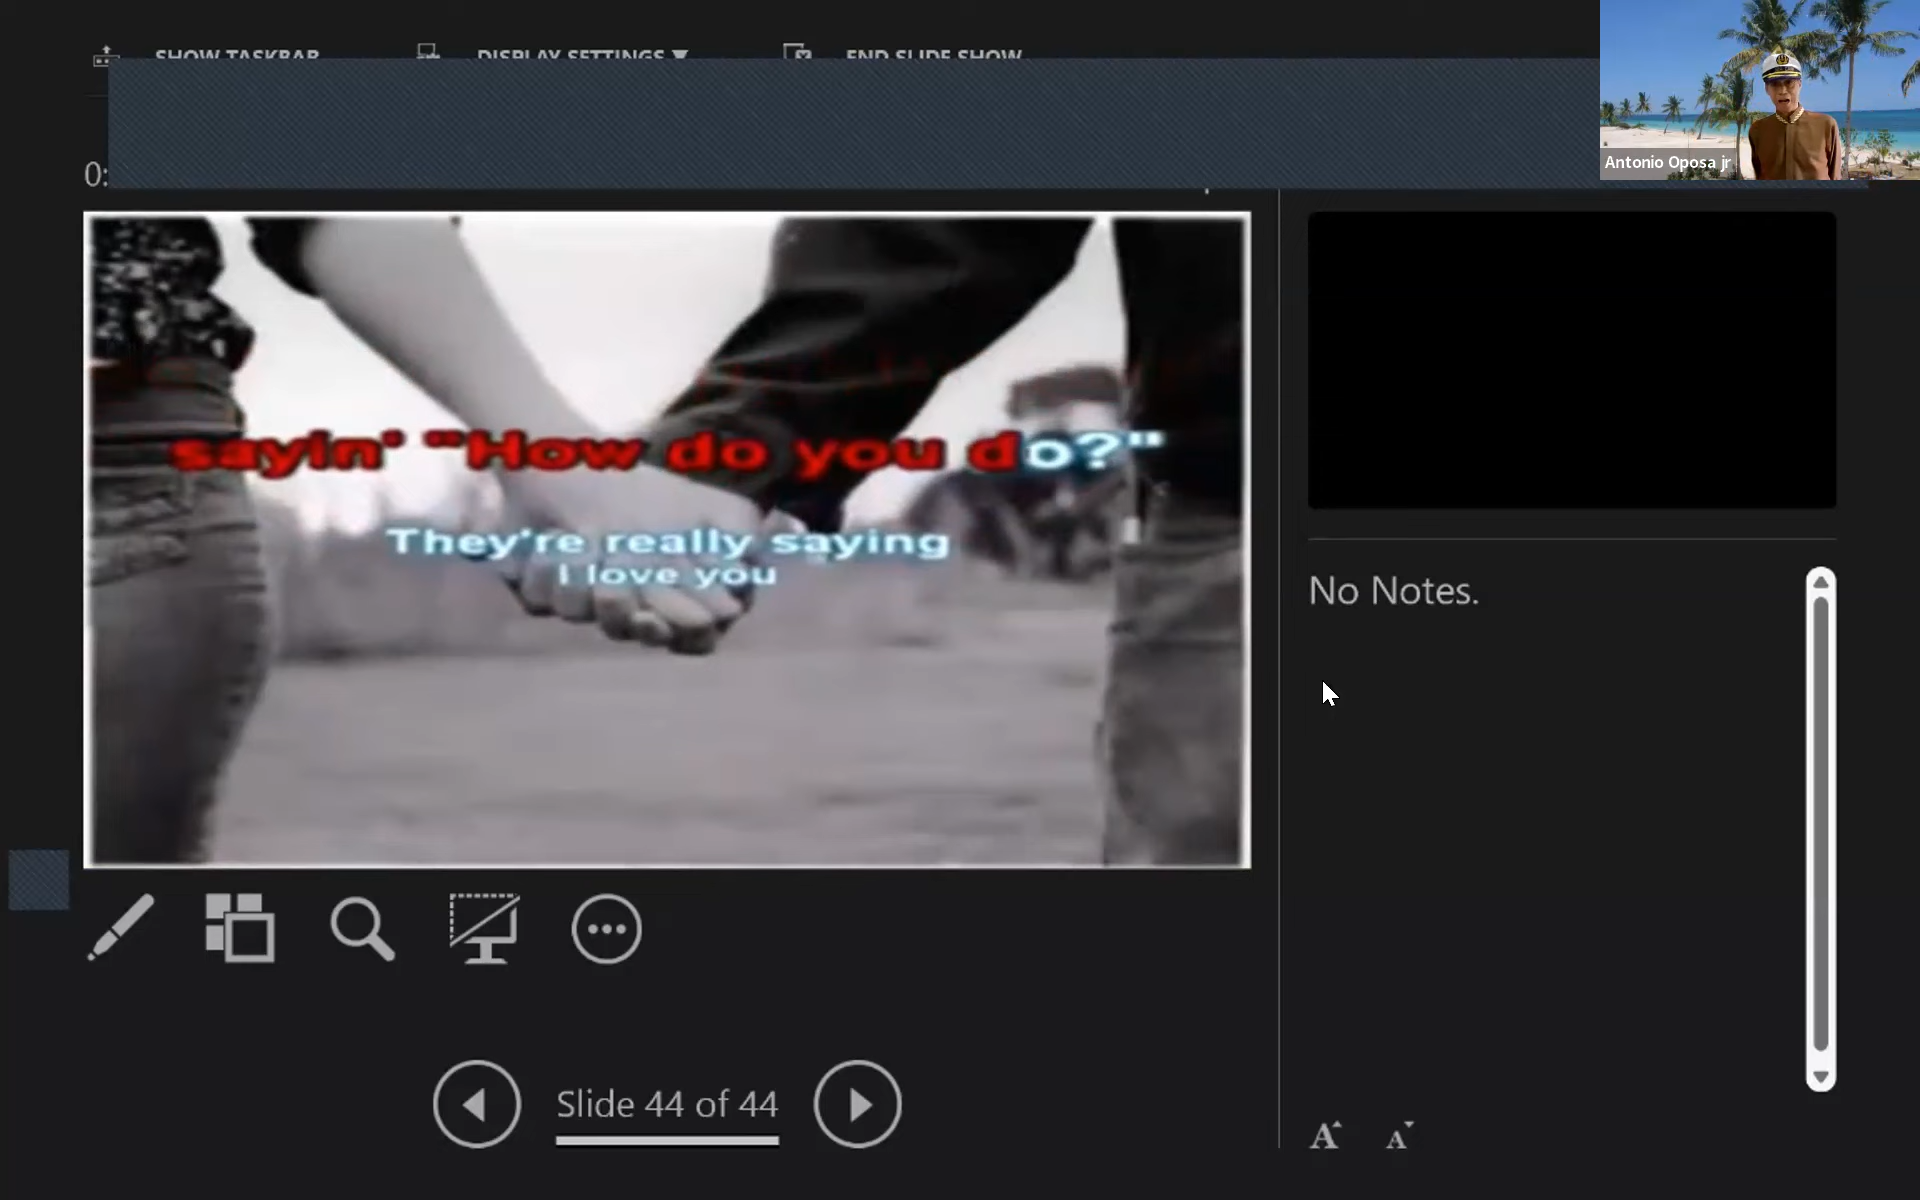 SHOW TASKBAR
DISPLAY SETTINGS ▼
END SLIDE SHOW
Antonio Oposa jr
0:
sayin' "How do you do?"
They're really saying
I love you
No Notes.
Slide 44 of 44
A A